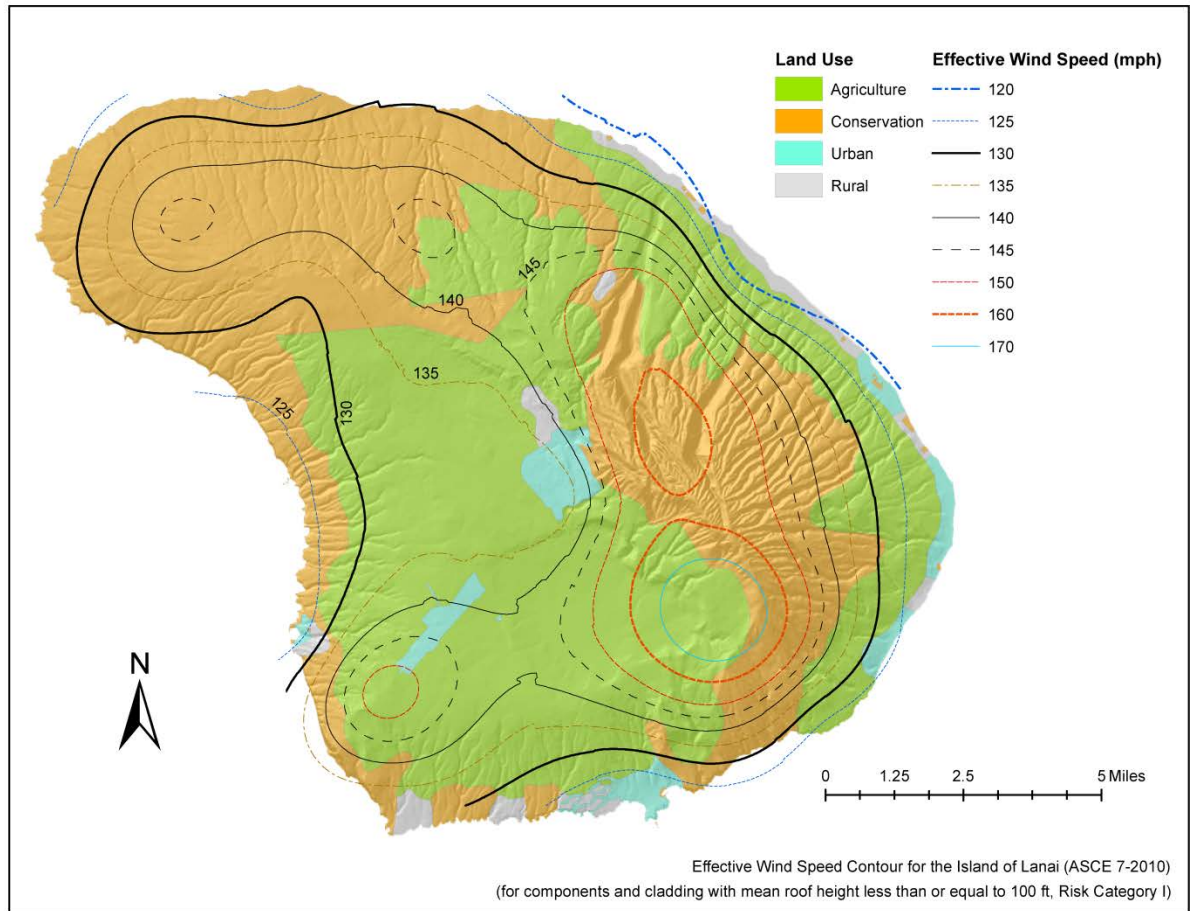 Land Use
Agriculture
Conservation
Urban
Rural
Effective Wind Speed (mph)
120
125
130
135
140
145
150
160
170
145
140
135
130
125
N
0 1.25 2.5 5 Miles
Effective Wind Speed Contour for the Island of Lanai (ASCE 7-2010)
(for components and cladding with mean roof height less than or equal to 100 ft, Risk Category I)